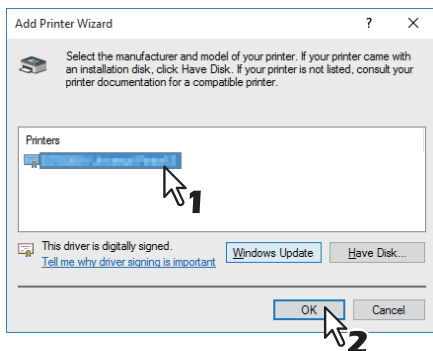 Add Printer Wizard ? ×
Select the manufacturer and model of your printer. If your printer came with
an installation disk, click Have Disk. If your printer is not listed, consult your
printer documentation for a compatible printer.
Printers
1
This driver is digitally signed.
Tell me why driver signing is important
Windows Update
Have Disk...
OK
Cancel
2